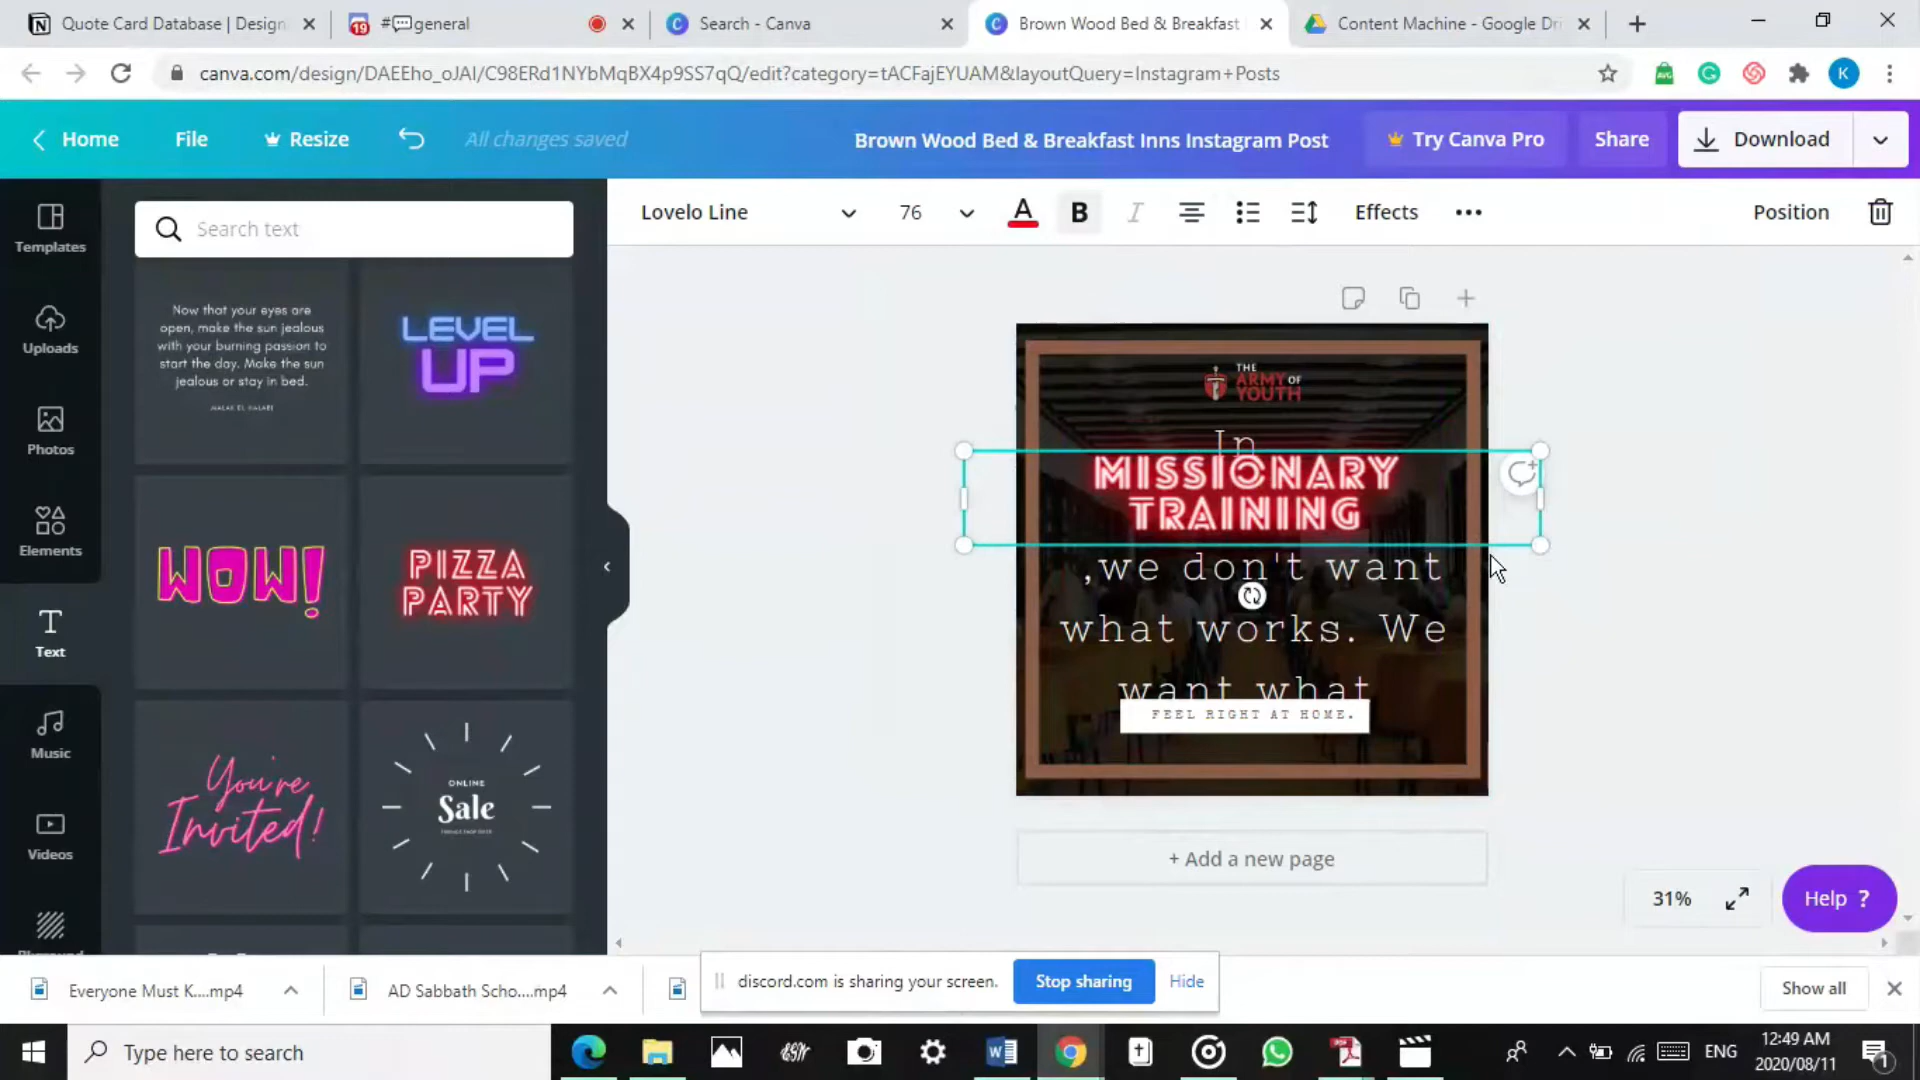 Quote Card Database | Design
19
#general
Search - Canva
Brown Wood Bed & Breakfast
Content Machine - Google Dri
canva.com/design/DAEEho_oJAI/C98ERd1NYbMqBX4p9SS7qQ/edit?category=tACFajEYUAM&layoutQuery=Instagram+Posts
K
Home
File
Resize
All changes saved
Brown Wood Bed & Breakfast Inns Instagram Post
Try Canva Pro
Share
Download
Search text
Lovelo Line
76
A
B
I
Effects
Position
Templates
Uploads
Photos
Elements
Text
Music
Videos
Now that your eyes are
open, make the sun jealous
with your burning passion to
start the day. Make the sun
jealous or stay in bed.
MALAK EL HALABI
LEVEL
UP
WOW!
PIZZA
PARTY
You're
Invited!
ONLINE
Sale
THE
ARMY OF
YOUTH
In
MISSIONARY
TRAINING
,we don't want
what works. We
want what
FEEL RIGHT AT HOME.
+ Add a new page
31%
Help ?
Everyone Must K....mp4
AD Sabbath Scho....mp4
discord.com is sharing your screen.
Stop sharing
Hide
Show all
Type here to search
ENG
12:49 AM
2020/08/11
1